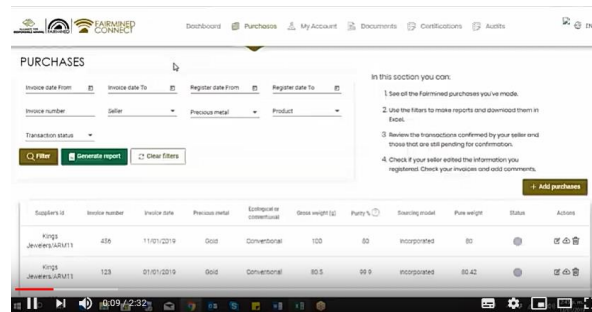 FAIRMINED
CONNECT
Dashboard Purchases My Account Documents Certifications Audits
PURCHASES
Invoice date From Invoice date To Register date From Register date To
Invoice number Seller Precious metal Product
Transaction status
Filter Generate report Clear filters
In this section you can:
1. See all the Fairmined purchases you've made.
2. Use the filters to make reports and download them in
Excel.
3. Review the transactions confirmed by your seller and
those that are still pending for confirmation.
4. Check if your seller edited the information you
registered. Check your invoices and add comments.
+ Add purchases
Supplier's id Invoice number Invoice date Precious metal Ecological or conventional Gross weight (g) Purity % Sourcing model Pure weight Status Actions
Kings
Jewelers/ARM11 456 11/01/2019 Gold Conventional 100 80 Incorporated 80
Kings
Jewelers/ARM11 123 01/01/2019 Gold Conventional 80.5 99.9 Incorporated 80.42
0:09 / 2:32